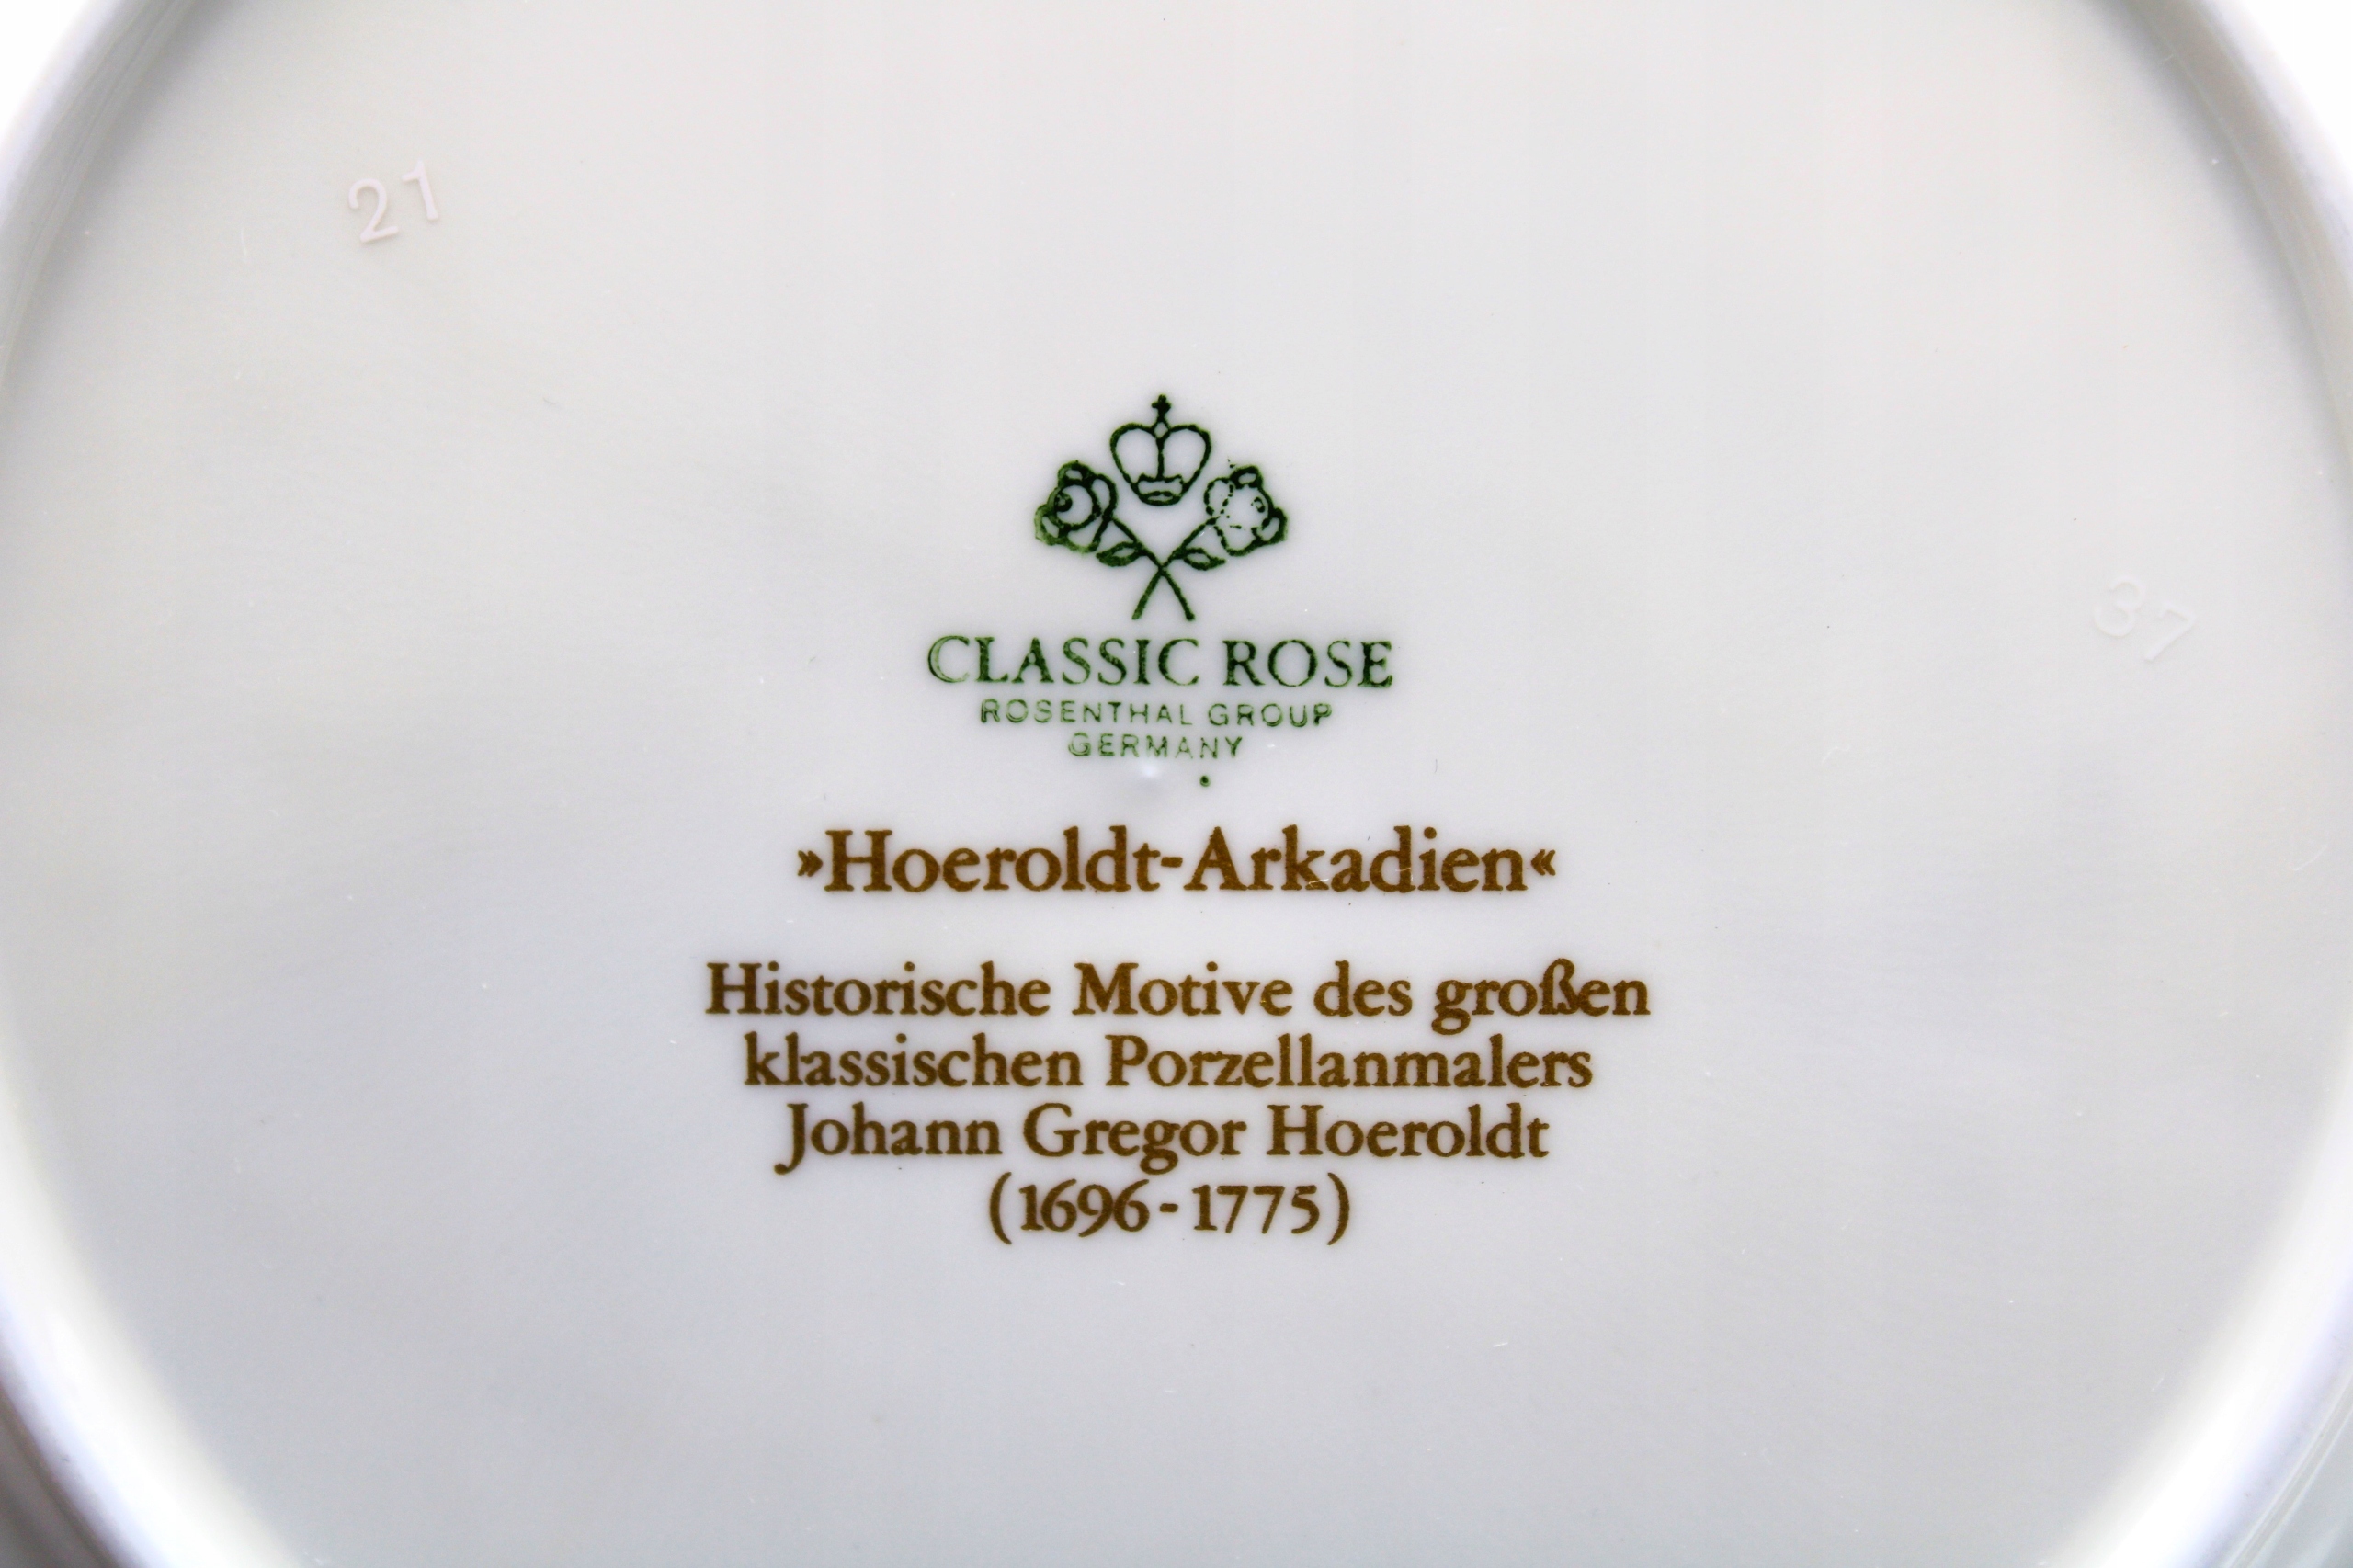 21
37
CLASSIC ROSE
ROSENTHAL GROUP
GERMANY
»Hoeroldt-Arkadien«
Historische Motive des großen
klassischen Porzellanmalers
Johann Gregor Hoeroldt
(1696-1775)